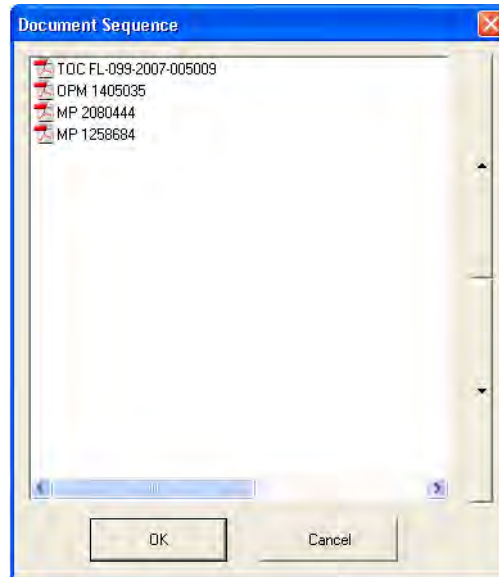 Document Sequence
TOC FL-099-2007-005009
OPM 1405035
MP 2080444
MP 1258684
OK
Cancel